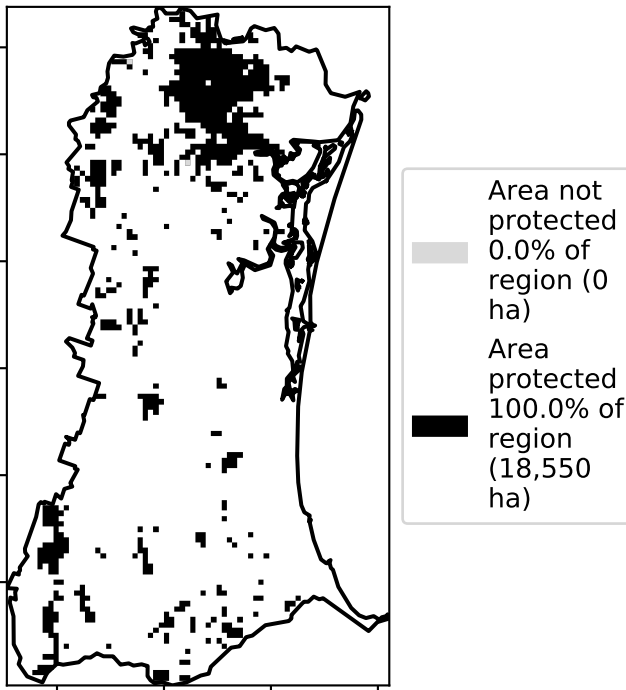 Area not
protected
0.0% of
region (0
ha)
Area
protected
100.0% of
region
(18,550
ha)